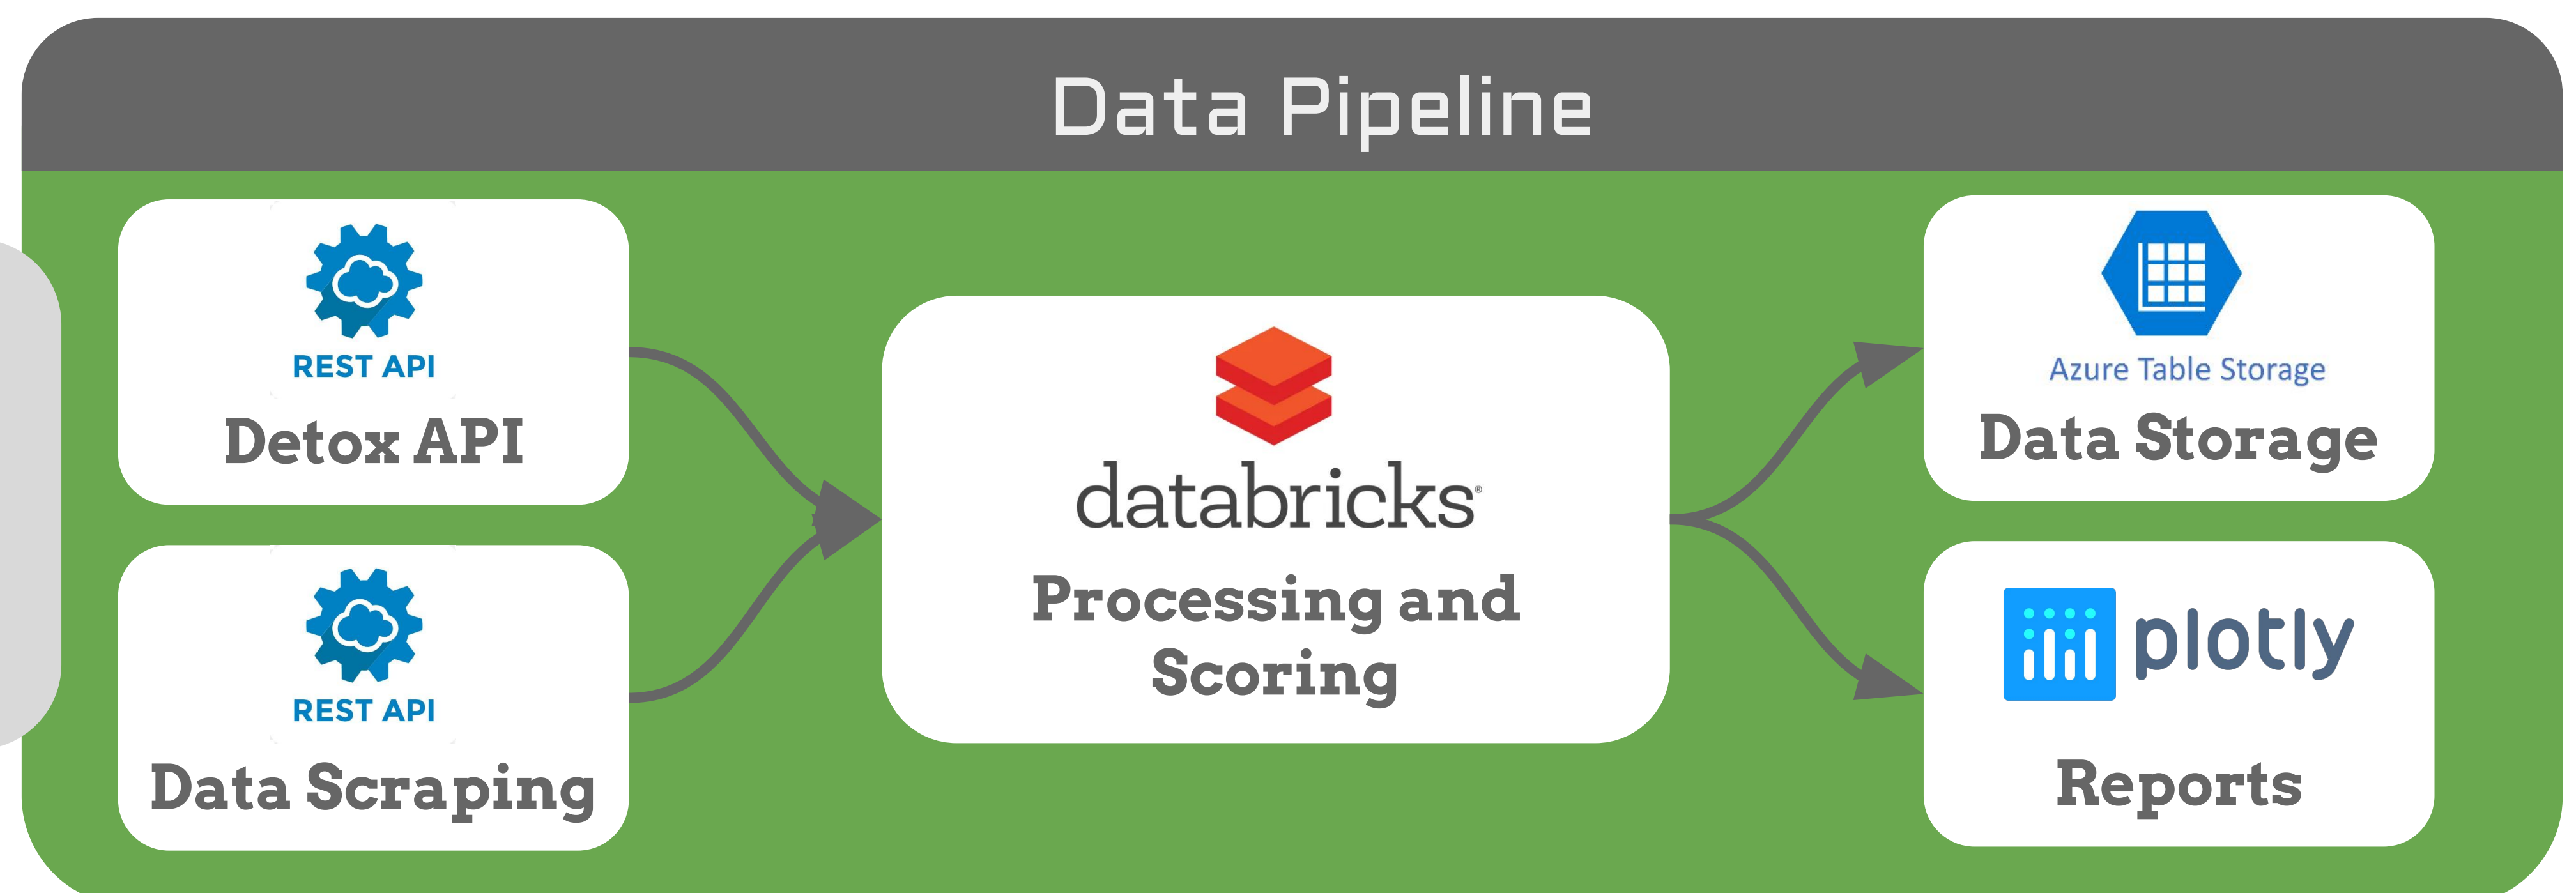 Data Pipeline
REST API
Detox API
REST API
Data Scraping
databricks®
Processing and
Scoring
Azure Table Storage
Data Storage
plotly
Reports